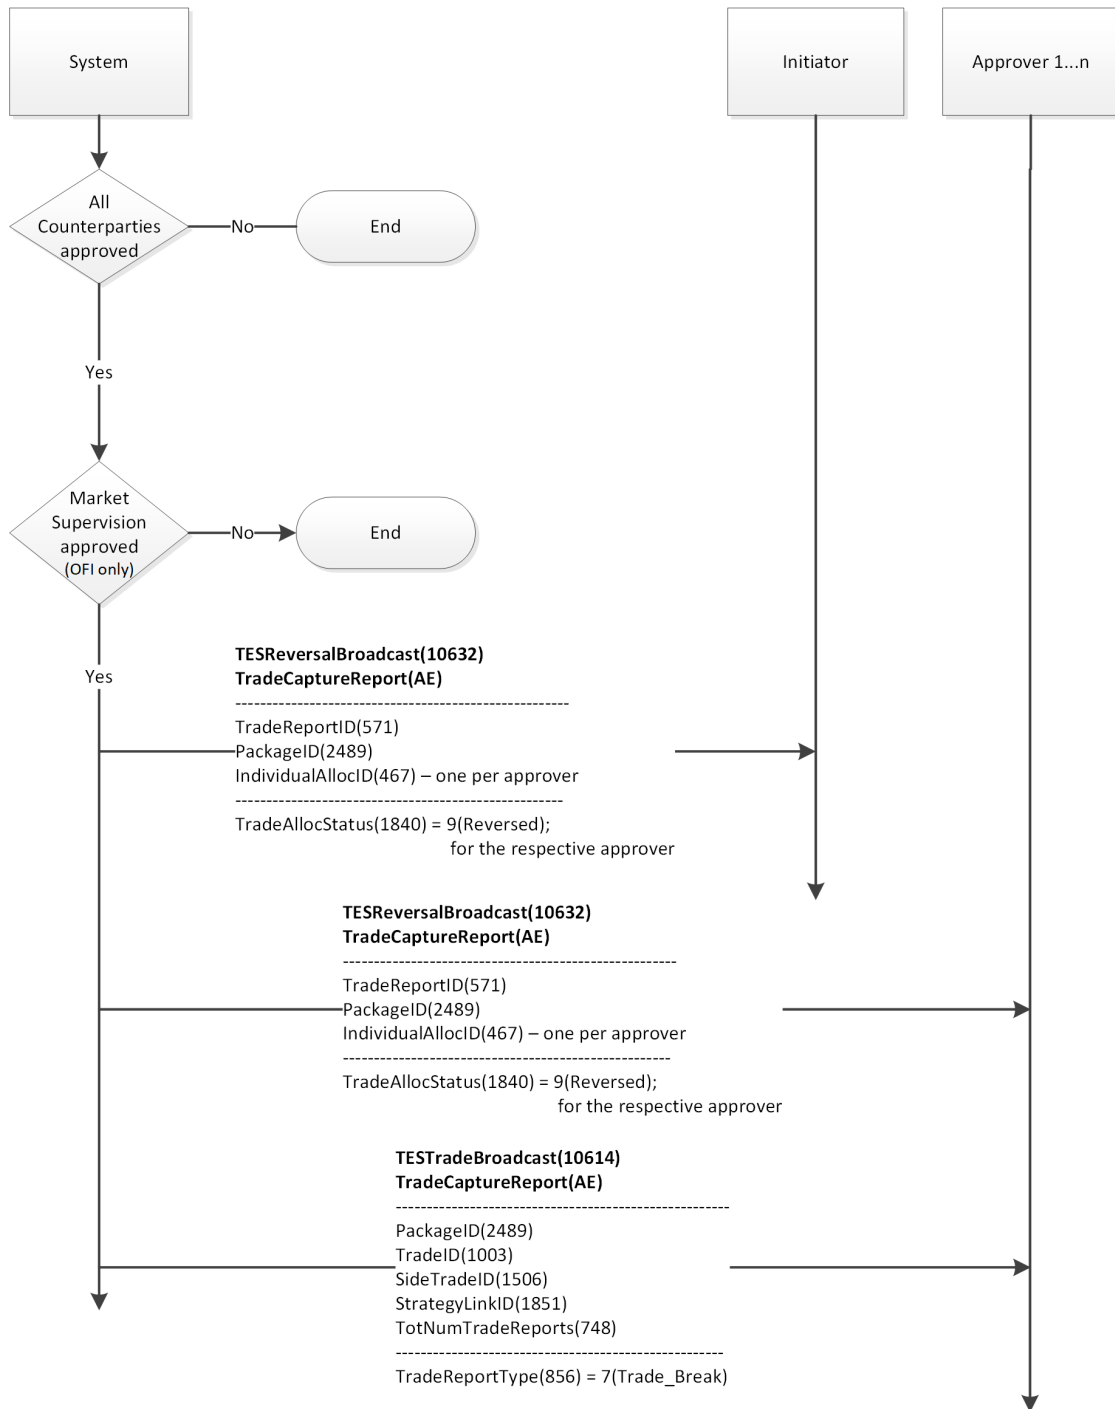 System
Initiator
Approver 1...n
All
Counterparties
approved
No
End
Yes
Market
Supervision
approved
(OFI only)
No
End
Yes
TESReversalBroadcast(10632)
TradeCaptureReport(AE)
------------------------------------------------------
TradeReportID(571)
PackageID(2489)
IndividualAllocID(467) – one per approver
-----------------------------------------------------
TradeAllocStatus(1840) = 9(Reversed);
for the respective approver
TESReversalBroadcast(10632)
TradeCaptureReport(AE)
------------------------------------------------------
TradeReportID(571)
PackageID(2489)
IndividualAllocID(467) – one per approver
-----------------------------------------------------
TradeAllocStatus(1840) = 9(Reversed);
for the respective approver
TESTradeBroadcast(10614)
TradeCaptureReport(AE)
------------------------------------------------------
PackageID(2489)
TradeID(1003)
SideTradeID(1506)
StrategyLinkID(1851)
TotNumTradeReports(748)
-----------------------------------------------------
TradeReportType(856) = 7(Trade_Break)